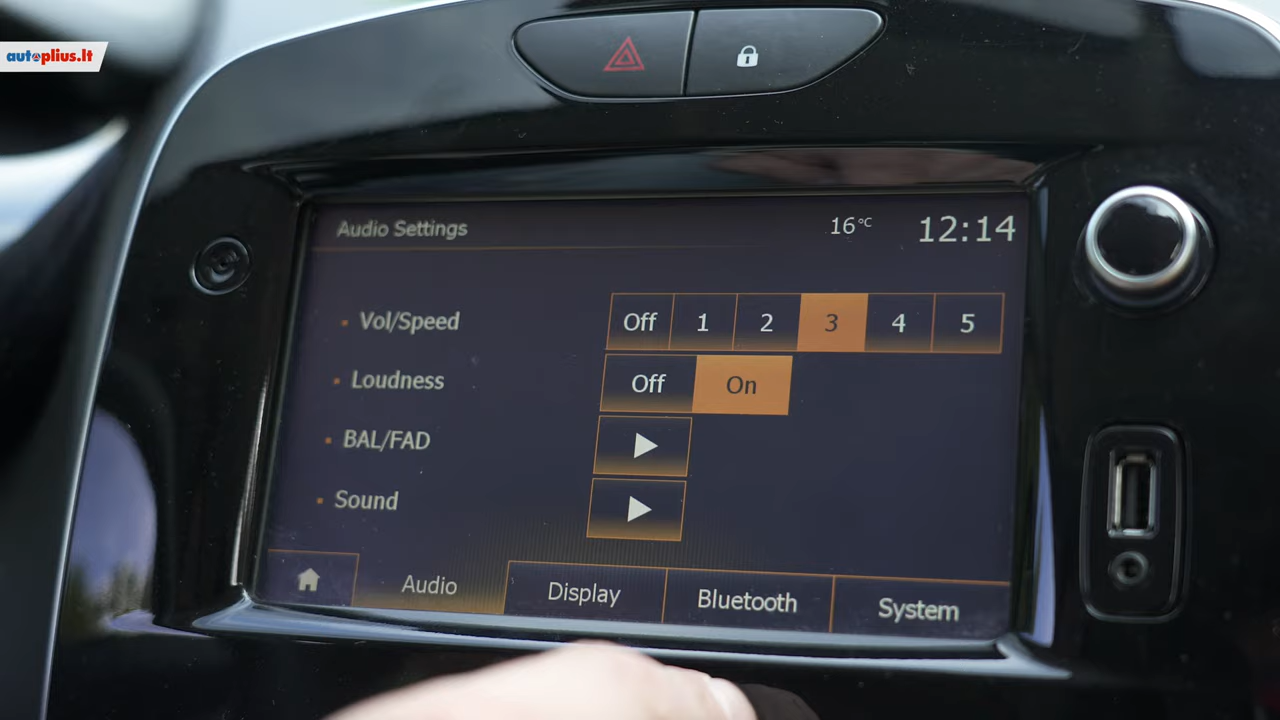 autoplius.lt
Audio Settings 16°C 12:14
Vol/Speed Off 1 2 3 4 5
Loudness Off On
BAL/FAD
Sound
Audio Display Bluetooth System